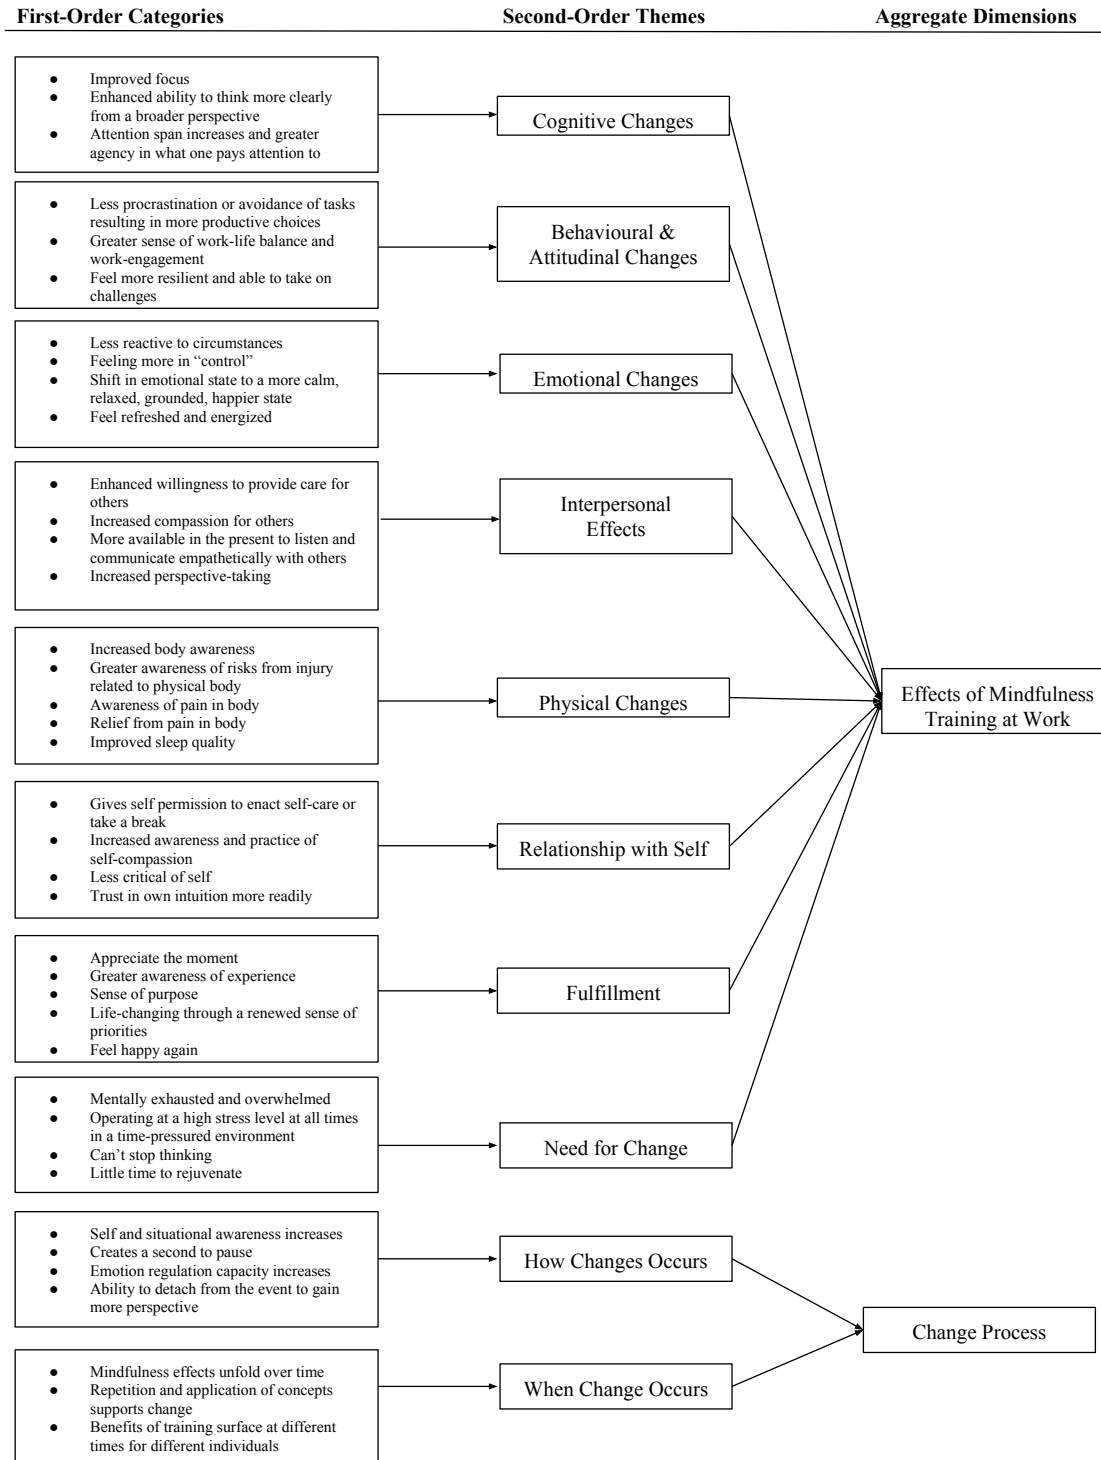 First-Order Categories Second-Order Themes Aggregate Dimensions
● Improved focus
● Enhanced ability to think more clearly
from a broader perspective
● Attention span increases and greater
agency in what one pays attention to
Cognitive Changes
● Less procrastination or avoidance of tasks
resulting in more productive choices
● Greater sense of work-life balance and
work-engagement
● Feel more resilient and able to take on
challenges
Behavioural &
Attitudinal Changes
● Less reactive to circumstances
● Feeling more in “control”
● Shift in emotional state to a more calm,
relaxed, grounded, happier state
● Feel refreshed and energized
Emotional Changes
● Enhanced willingness to provide care for
others
● Increased compassion for others
● More available in the present to listen and
communicate empathetically with others
● Increased perspective-taking
Interpersonal
Effects
● Increased body awareness
● Greater awareness of risks from injury
related to physical body
● Awareness of pain in body
● Relief from pain in body
● Improved sleep quality
Physical Changes
Effects of Mindfulness
Training at Work
● Gives self permission to enact self-care or
take a break
● Increased awareness and practice of
self-compassion
● Less critical of self
● Trust in own intuition more readily
Relationship with Self
● Appreciate the moment
● Greater awareness of experience
● Sense of purpose
● Life-changing through a renewed sense of
priorities
● Feel happy again
Fulfillment
● Mentally exhausted and overwhelmed
● Operating at a high stress level at all times
in a time-pressured environment
● Can’t stop thinking
● Little time to rejuvenate
Need for Change
● Self and situational awareness increases
● Creates a second to pause
● Emotion regulation capacity increases
● Ability to detach from the event to gain
more perspective
How Changes Occurs
Change Process
● Mindfulness effects unfold over time
● Repetition and application of concepts
supports change
● Benefits of training surface at different
times for different individuals
When Change Occurs